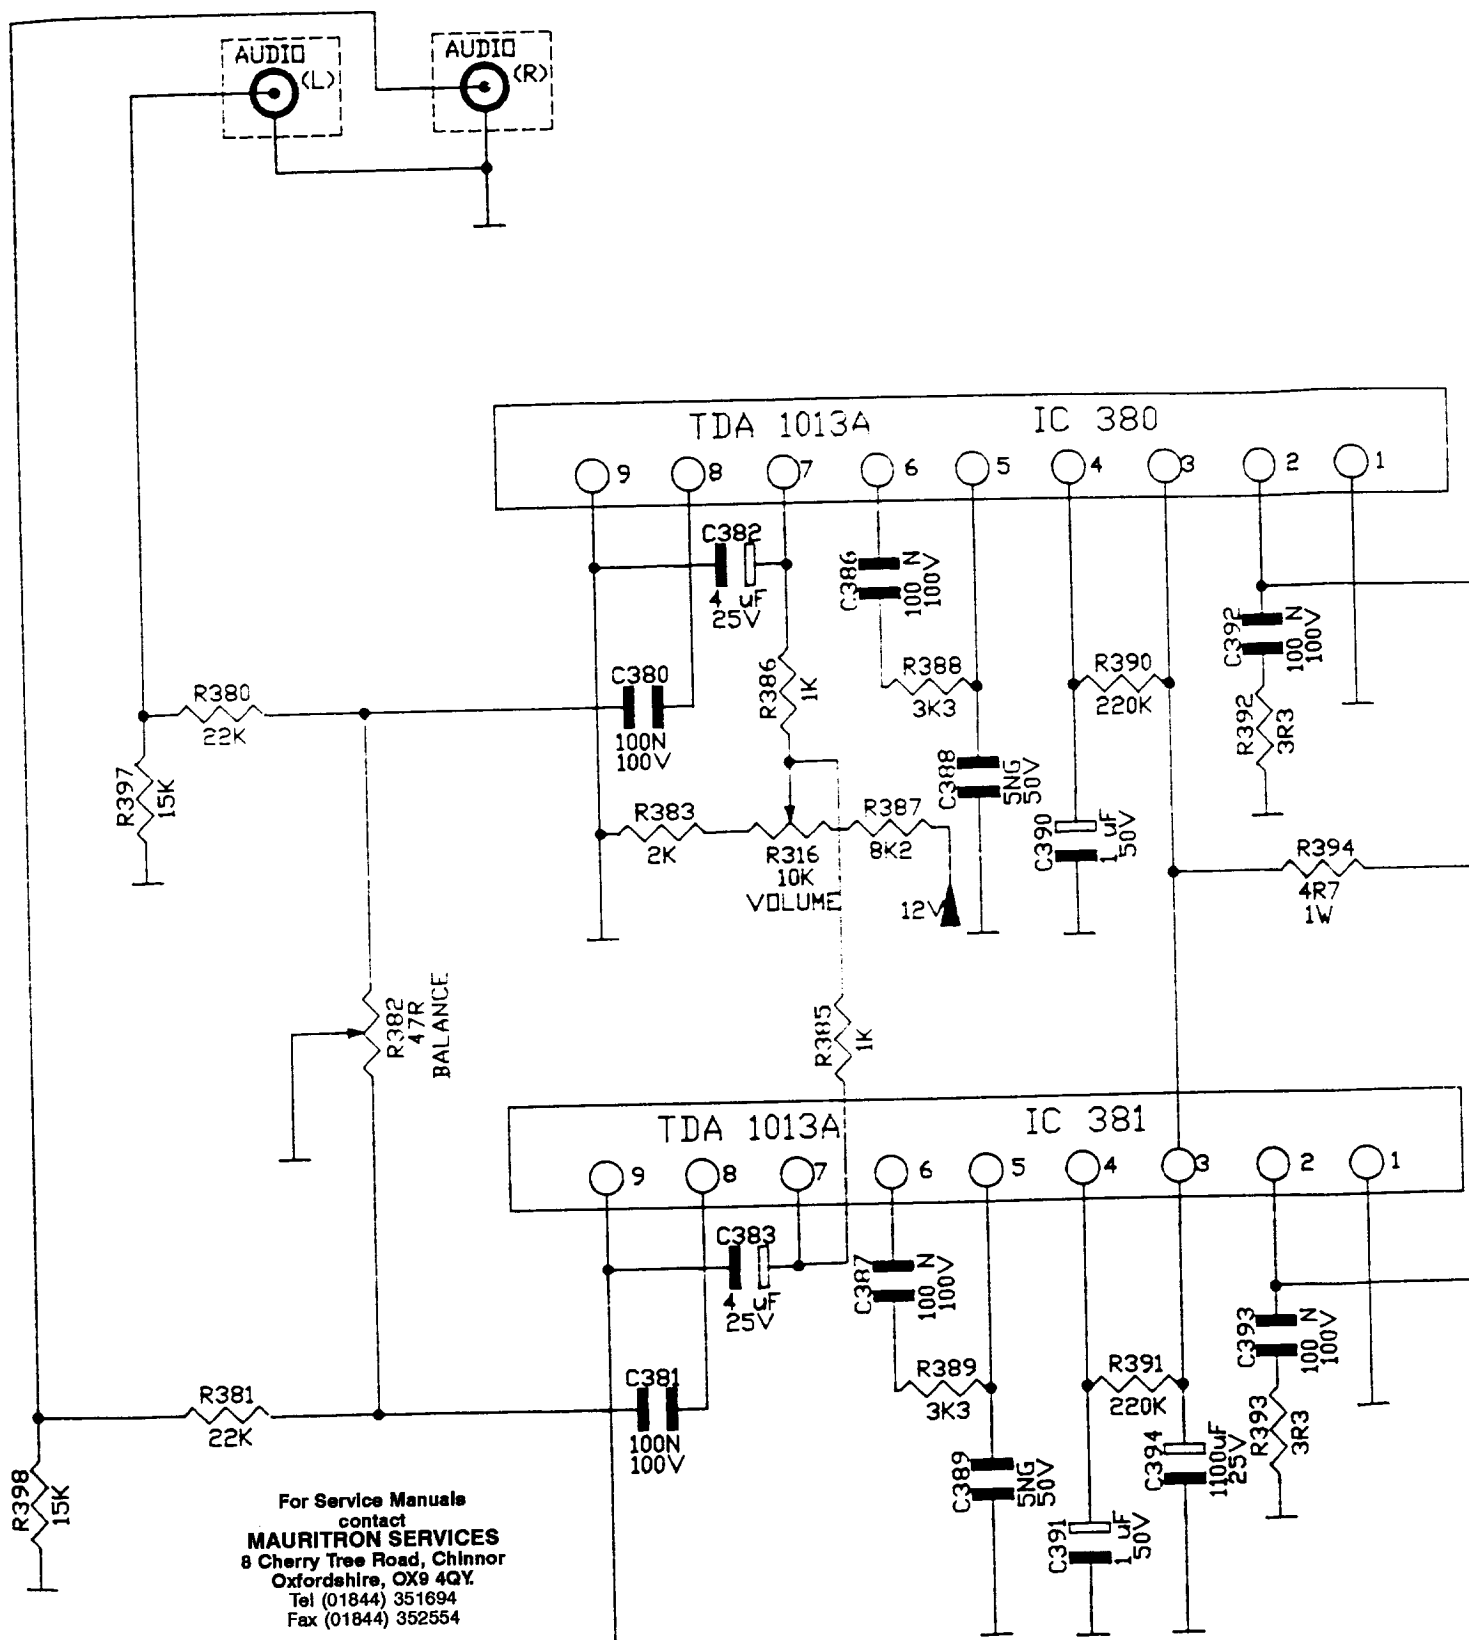 AUDIO
(L)
AUDIO
(R)
TDA 1013A
IC 380
9
8
7
6
5
4
3
2
1
C382
4 uF
25V
C386
100 N
100V
C392
100 N
100V
C380
100N
100V
R386
1K
R388
3K3
R390
220K
R392
3R3
R380
22K
R397
15K
C388
5NG
50V
C390
1 uF
50V
R383
2K
R316
10K
VOLUME
R387
8K2
12V
R394
4R7
1W
R382
47R
BALANCE
R385
1K
TDA 1013A
IC 381
9
8
7
6
5
4
3
2
1
C383
4 uF
25V
C387
100 N
100V
C393
100 N
100V
C381
100N
100V
R389
3K3
R391
220K
R393
3R3
R381
22K
R398
15K
C389
5NG
50V
C391
1 uF
50V
C394
1100uF
25V
For Service Manuals
contact
MAURITRON SERVICES
8 Cherry Tree Road, Chinnor
Oxfordshire, OX9 4QY.
Tel (01844) 351694
Fax (01844) 352554